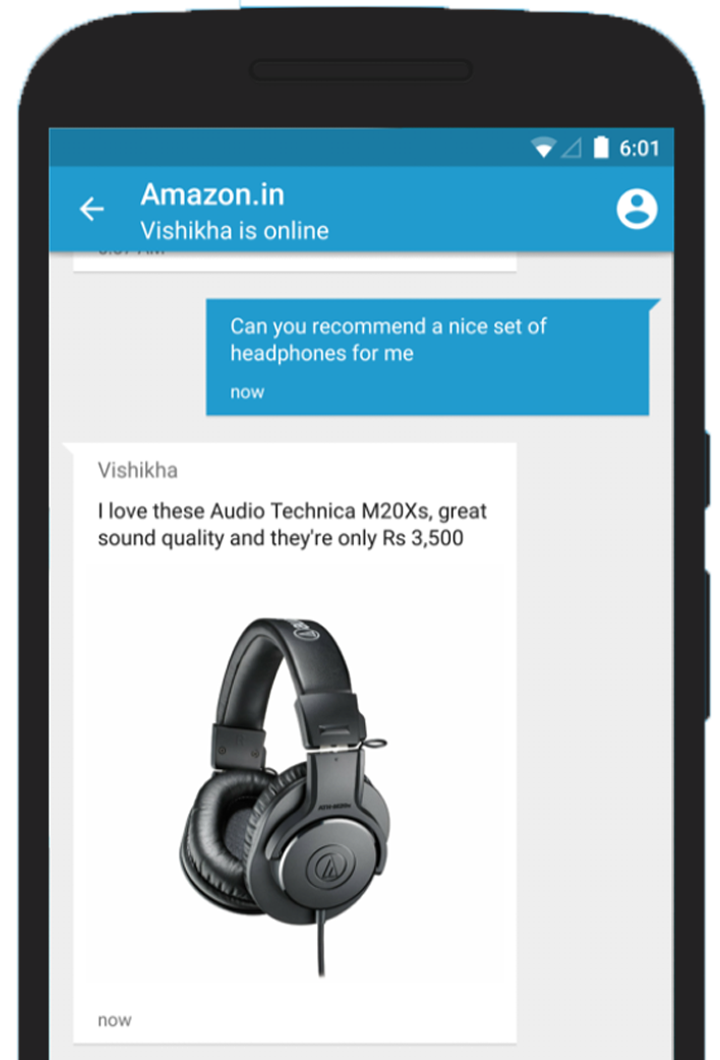 6:01
Amazon.in
Vishikha is online
Can you recommend a nice set of
headphones for me
now
Vishikha
I love these Audio Technica M20Xs, great
sound quality and they're only Rs 3,500
now